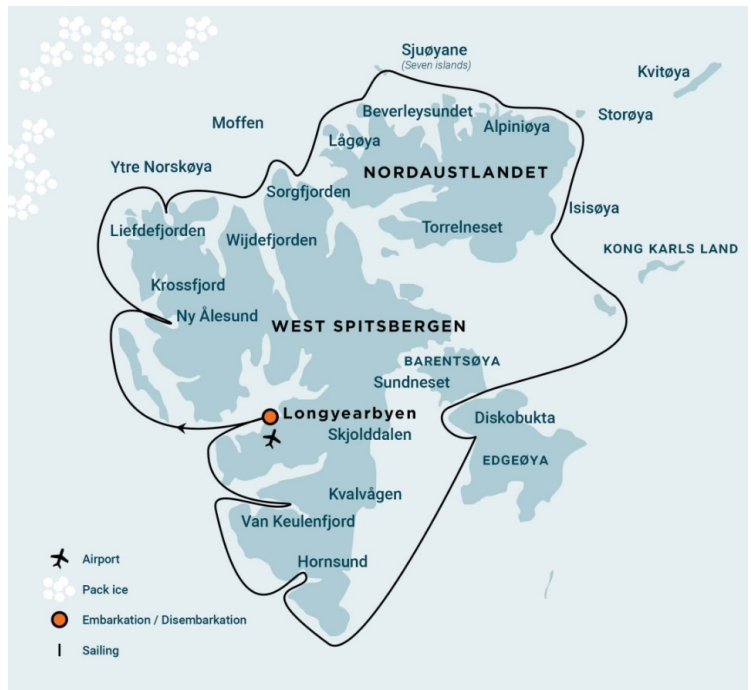 Sjuøyane
(Seven islands)
Kvitøya
Storøya
Beverleysundet
Alpiniøya
Moffen
Lågøya
Ytre Norskøya
NORDAUSTLANDET
Sorgfjorden
Isisøya
Liefdefjorden
Wijdefjorden
Torrelneset
KONG KARLS LAND
Krossfjord
Ny Ålesund
WEST SPITSBERGEN
BARENTSØYA
Sundneset
Longyearbyen
Diskobukta
Skjolddalen
EDGEØYA
Kvalvågen
Van Keulenfjord
Hornsund
Airport
Pack ice
Embarkation / Disembarkation
Sailing